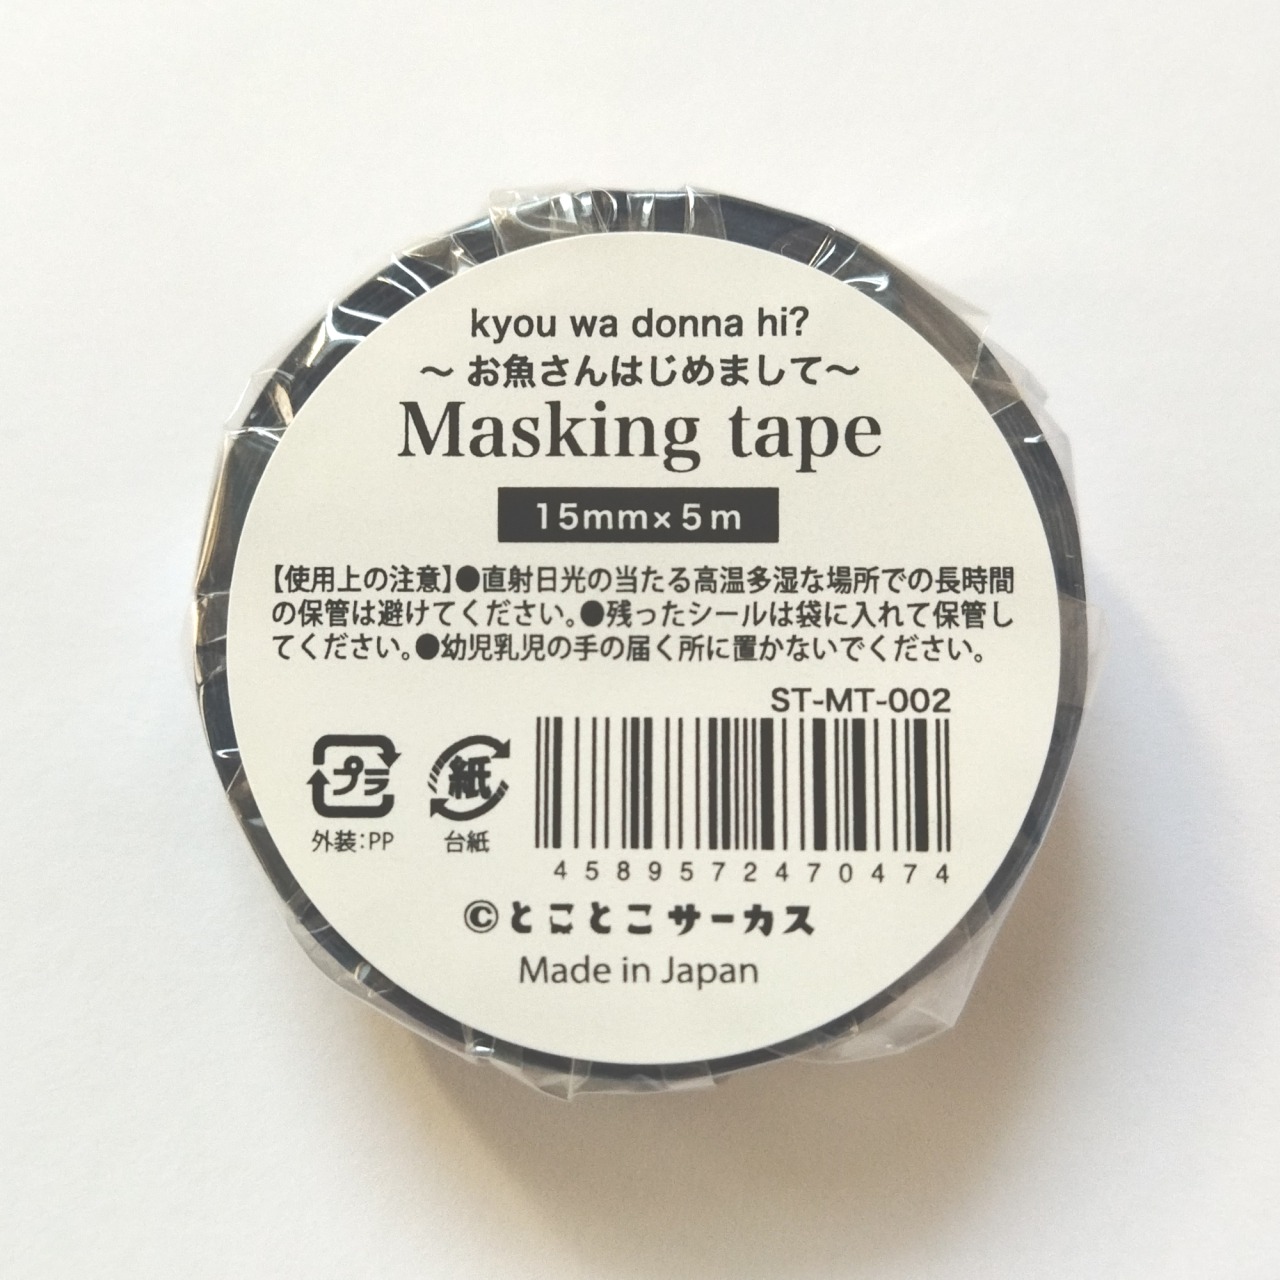 kyou wa donna hi?
～お魚さんはじめまして～
Masking tape
15mm×5m
【使用上の注意】●直射日光の当たる高温多湿な場所での長時間
の保管は避けてください。●残ったシールは袋に入れて保管し
てください。●幼児乳児の手の届く所に置かないでください。
ST-MT-002
プラ
紙
外装：PP
台紙
4589572470474
©とことこサーカス
Made in Japan